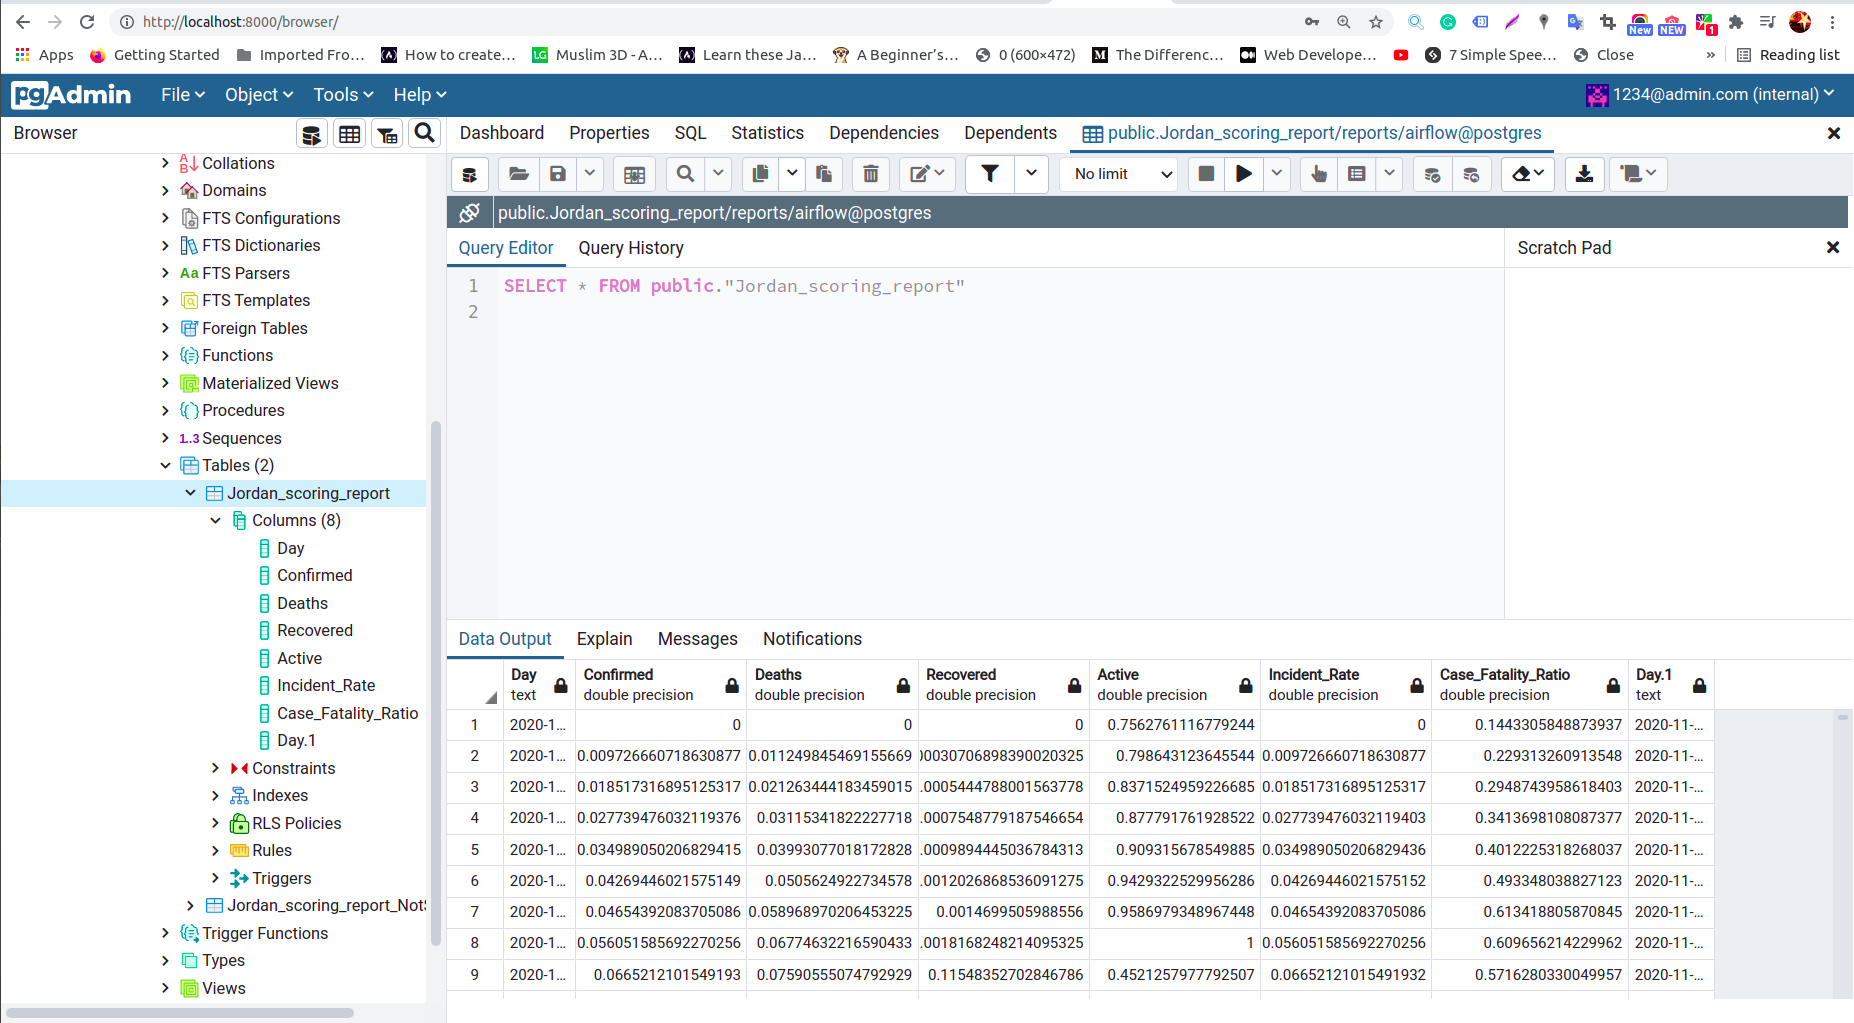 http://localhost:8000/browser/
New
NEW
1
Apps
Getting Started
Imported Fro...
How to create...
LG
Muslim 3D - A...
Learn these Ja...
A Beginner's...
0 (600×472)
M
The Differenc...
Web Develope...
7 Simple Spee...
Close
»
Reading list
pgAdmin
File
Object
Tools
Help
1234@admin.com (internal)
Browser
Dashboard
Properties
SQL
Statistics
Dependencies
Dependents
public.Jordan_scoring_report/reports/airflow@postgres
No limit
public.Jordan_scoring_report/reports/airflow@postgres
Collations
Domains
FTS Configurations
FTS Dictionaries
Aa FTS Parsers
FTS Templates
Foreign Tables
Functions
Materialized Views
Procedures
1..3 Sequences
Tables (2)
Jordan_scoring_report
Columns (8)
Day
Confirmed
Deaths
Recovered
Active
Incident_Rate
Case_Fatality_Ratio
Day.1
Constraints
Indexes
RLS Policies
Rules
Triggers
Jordan_scoring_report_Not
Trigger Functions
Types
Views
Query Editor
Query History
Scratch Pad
1 SELECT * FROM public."Jordan_scoring_report"
2
Data Output
Explain
Messages
Notifications
Day text
Confirmed double precision
Deaths double precision
Recovered double precision
Active double precision
Incident_Rate double precision
Case_Fatality_Ratio double precision
Day.1 text
1 2020-1... 0 0 0 0.7562761116779244 0 0.1443305848873937 2020-11-...
2 2020-1... 0.009726660718630877 0.011249845469155669 0003070689839002032​5 0.798643123645544 0.009726660718630877 0.229313260913548 2020-11-...
3 2020-1... 0.018517316895125317 0.021263444183459015 .0005444788001563778 0.8371524959226685 0.018517316895125317 0.2948743958618403 2020-11-...
4 2020-1... 0.027739476032119376 0.03115341822227718 .0007548779187546654 0.877791761928522 0.027739476032119403 0.3413698108087377 2020-11-...
5 2020-1... 0.034989050206829415 0.03993077018172828 .0009894445036784313 0.909315678549885 0.034989050206829436 0.4012225318268037 2020-11-...
6 2020-1... 0.04269446021575149 0.0505624922734578 .0012026868536091275 0.9429322529956286 0.04269446021575152 0.493348038827123 2020-11-...
7 2020-1... 0.04654392083705086 0.058968970206453225 0.0014699505988556 0.9586979348967448 0.04654392083705086 0.613418805870845 2020-11-...
8 2020-1... 0.056051585692270256 0.06774632216590433 .0018168248214095325 1 0.056051585692270256 0.609656214229962 2020-11-...
9 2020-1... 0.0665212101549193 0.07590555074792929 0.11548352702846786 0.4521257977792507 0.06652121015491932 0.5716280330049957 2020-11-...